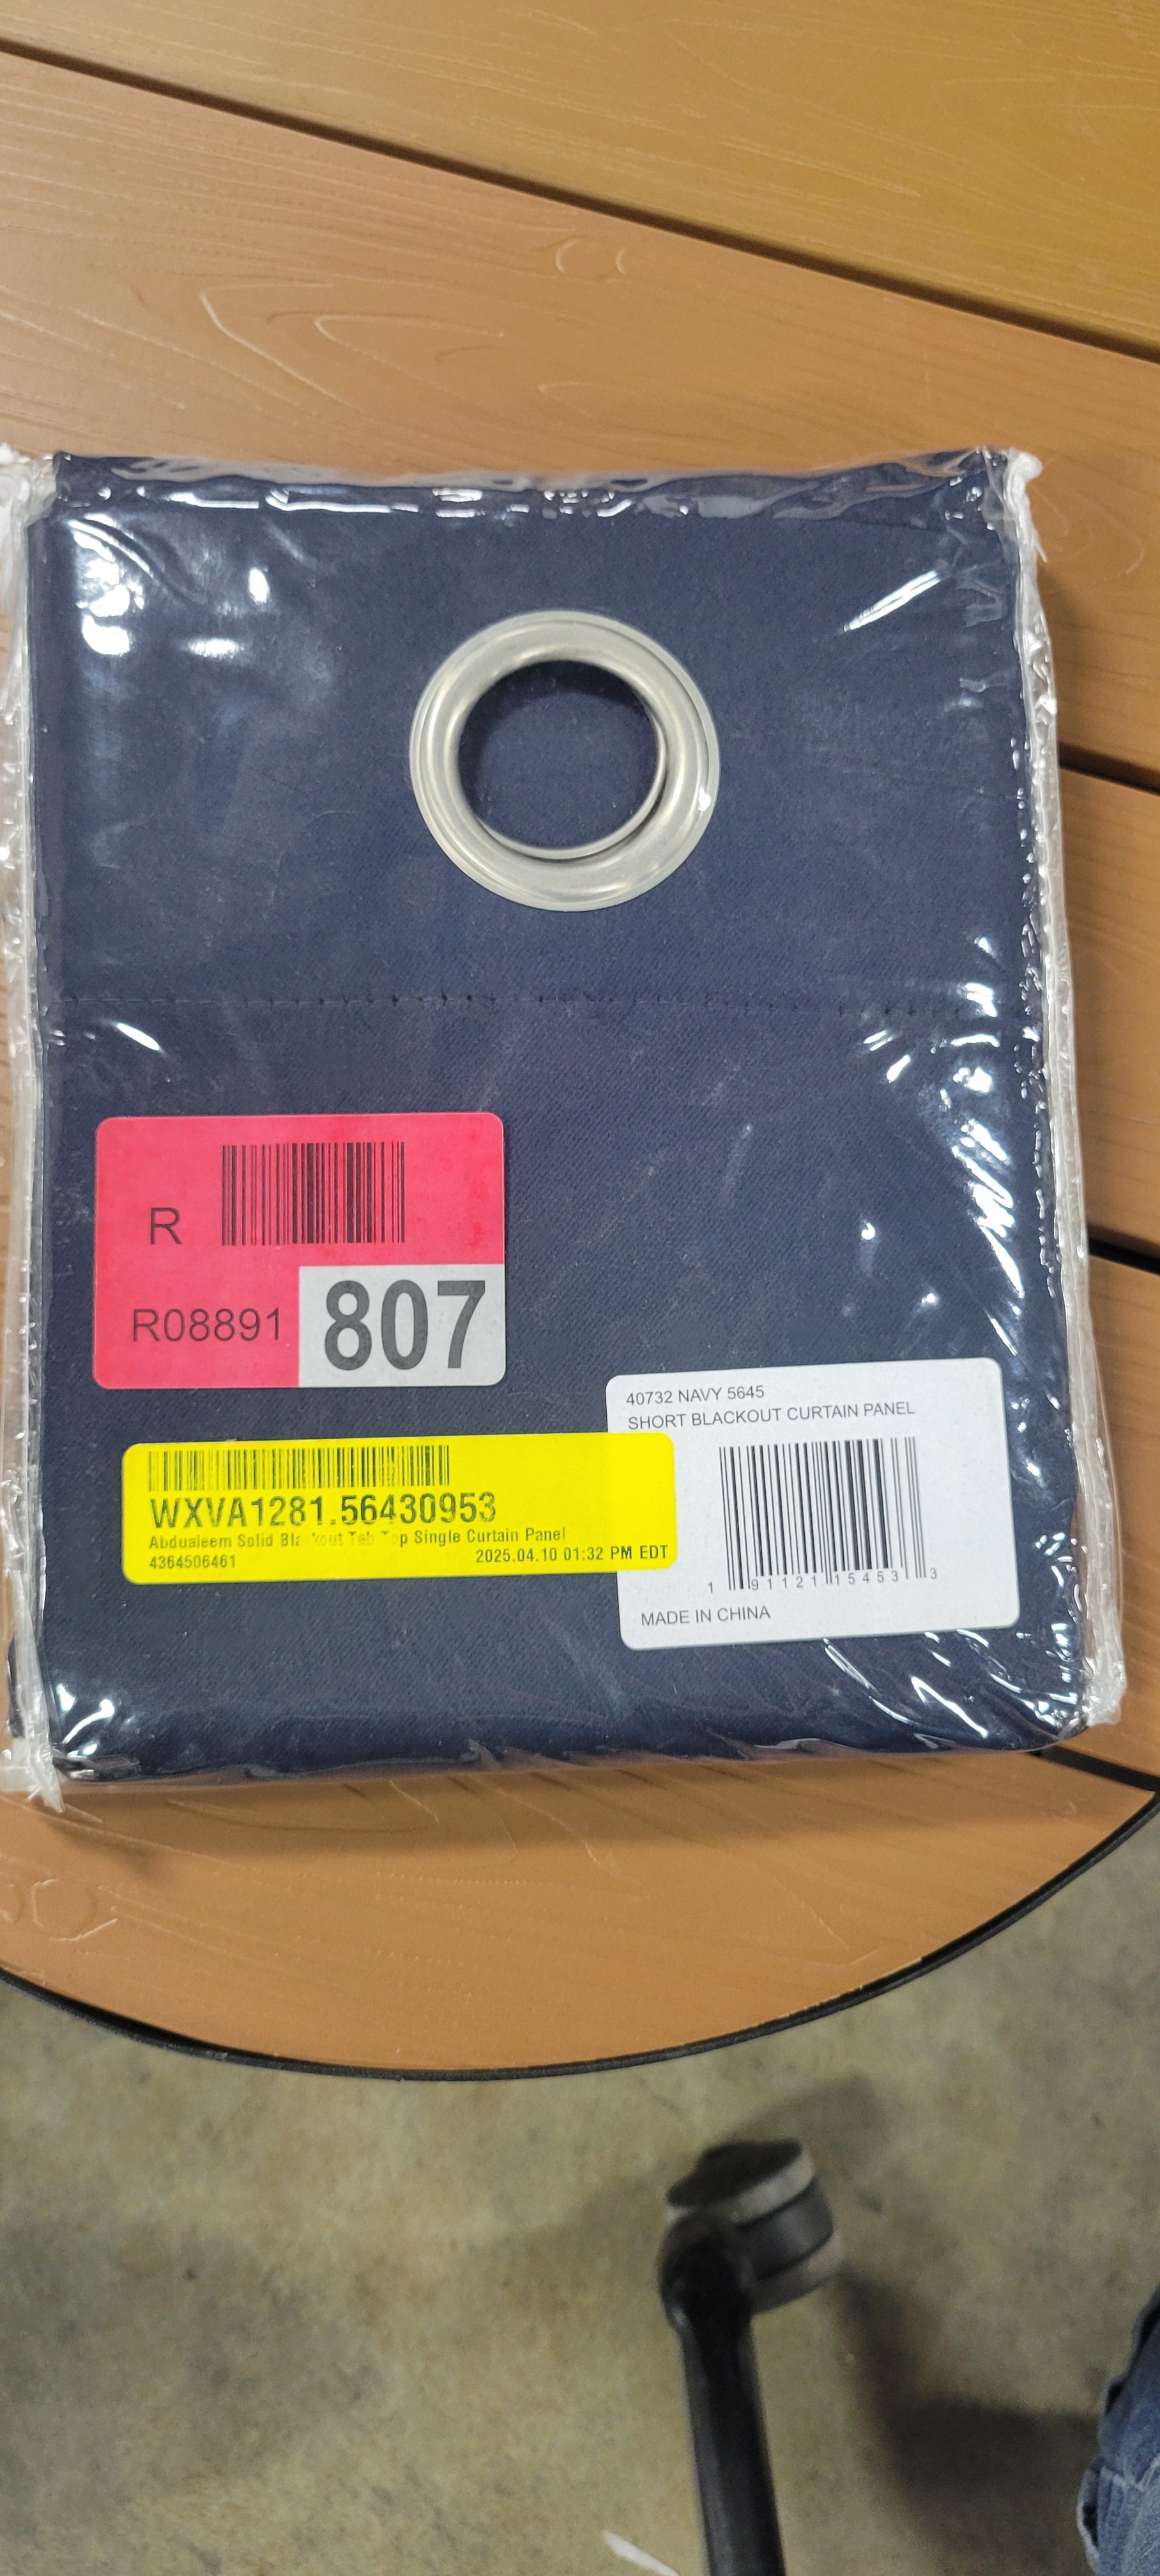 R
R08891
807
40732 NAVY 5645
SHORT BLACKOUT CURTAIN PANEL
WXVA1281.56430953
Abdualeem Solid Blackout Tab Top Single Curtain Panel
4364506461 2025.04.10 01:32 PM EDT
1 91121 15453 3
MADE IN CHINA